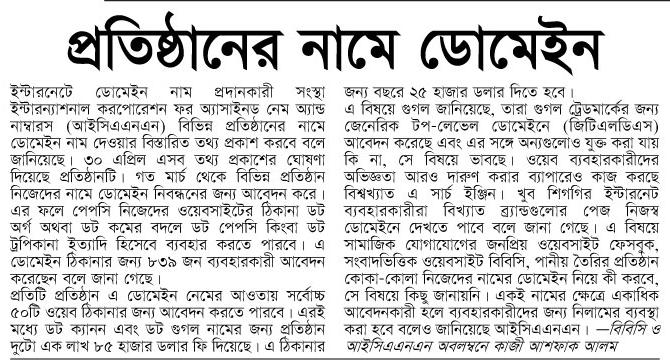 প্রতিষ্ঠানের নামে ডোমেইন
ইন্টারনেটে ডোমেইন নাম প্রদানকারী সংস্থা
ইন্টারন্যাশনাল করপোরেশন ফর অ্যাসাইনড নেম অ্যান্ড
নাম্বারস (আইসিএএনএন) বিভিন্ন প্রতিষ্ঠানের নামে
ডোমেইন নাম দেওয়ার বিস্তারিত তথ্য প্রকাশ করবে বলে
জানিয়েছে। ৩০ এপ্রিল এসব তথ্য প্রকাশের ঘোষণা
দিয়েছে প্রতিষ্ঠানটি। গত মার্চ থেকে বিভিন্ন প্রতিষ্ঠান
নিজেদের নামে ডোমেইন নিবন্ধনের জন্য আবেদন করে।
এর ফলে পেপসি নিজেদের ওয়েবসাইটের ঠিকানা ডট
অর্গ অথবা ডট কমের বদলে ডট পেপসি কিংবা ডট
ট্রপিকানা ইত্যাদি হিসেবে ব্যবহার করতে পারবে। এ
ডোমেইন ঠিকানার জন্য ৮৩৯ জন ব্যবহারকারী আবেদন
করেছেন বলে জানা গেছে।
প্রতিটি প্রতিষ্ঠান এ ডোমেইন নেমের আওতায় সর্বোচ্চ
৫০টি ওয়েব ঠিকানার জন্য আবেদন করতে পারবে। এরই
মধ্যে ডট ক্যানন এবং ডট গুগল নামের জন্য প্রতিষ্ঠান
দুটো এক লাখ ৮৫ হাজার ডলার ফি দিয়েছে। এ ঠিকানার
জন্য বছরে ২৫ হাজার ডলার দিতে হবে।
এ বিষয়ে গুগল জানিয়েছে, তারা গুগল ট্রেডমার্কের জন্য
জেনেরিক টপ-লেভেল ডোমেইনে (জিটিএলডিএস)
আবেদন করেছে এবং এর সঙ্গে অন্যগুলোও যুক্ত করা যায়
কি না, সে বিষয়ে ভাবছে। ওয়েব ব্যবহারকারীদের
অভিজ্ঞতা আরও দারুণ করার ব্যাপারেও কাজ করছে
বিশ্বখ্যাত এ সার্চ ইঞ্জিন। খুব শিগগির ইন্টারনেট
ব্যবহারকারীরা বিখ্যাত ব্র্যান্ডগুলোর পেজ নিজস্ব
ডোমেইনে দেখতে পাবে বলে জানা গেছে। এ বিষয়ে
সামাজিক যোগাযোগের জনপ্রিয় ওয়েবসাইট ফেসবুক,
সংবাদভিত্তিক ওয়েবসাইট বিবিসি, পানীয় তৈরির প্রতিষ্ঠান
কোকা-কোলা নিজেদের নামের ডোমেইন নিয়ে কী করবে,
সে বিষয়ে কিছু জানায়নি। একই নামের ক্ষেত্রে একাধিক
আবেদনকারী হলে ব্যবহারকারীদের জন্য নিলামের ব্যবস্থা
করা হবে বলেও জানিয়েছে আইসিএএনএন। —বিবিসি ও
আইসিএএনএন অবলম্বনে কাজী আশফাক আলম